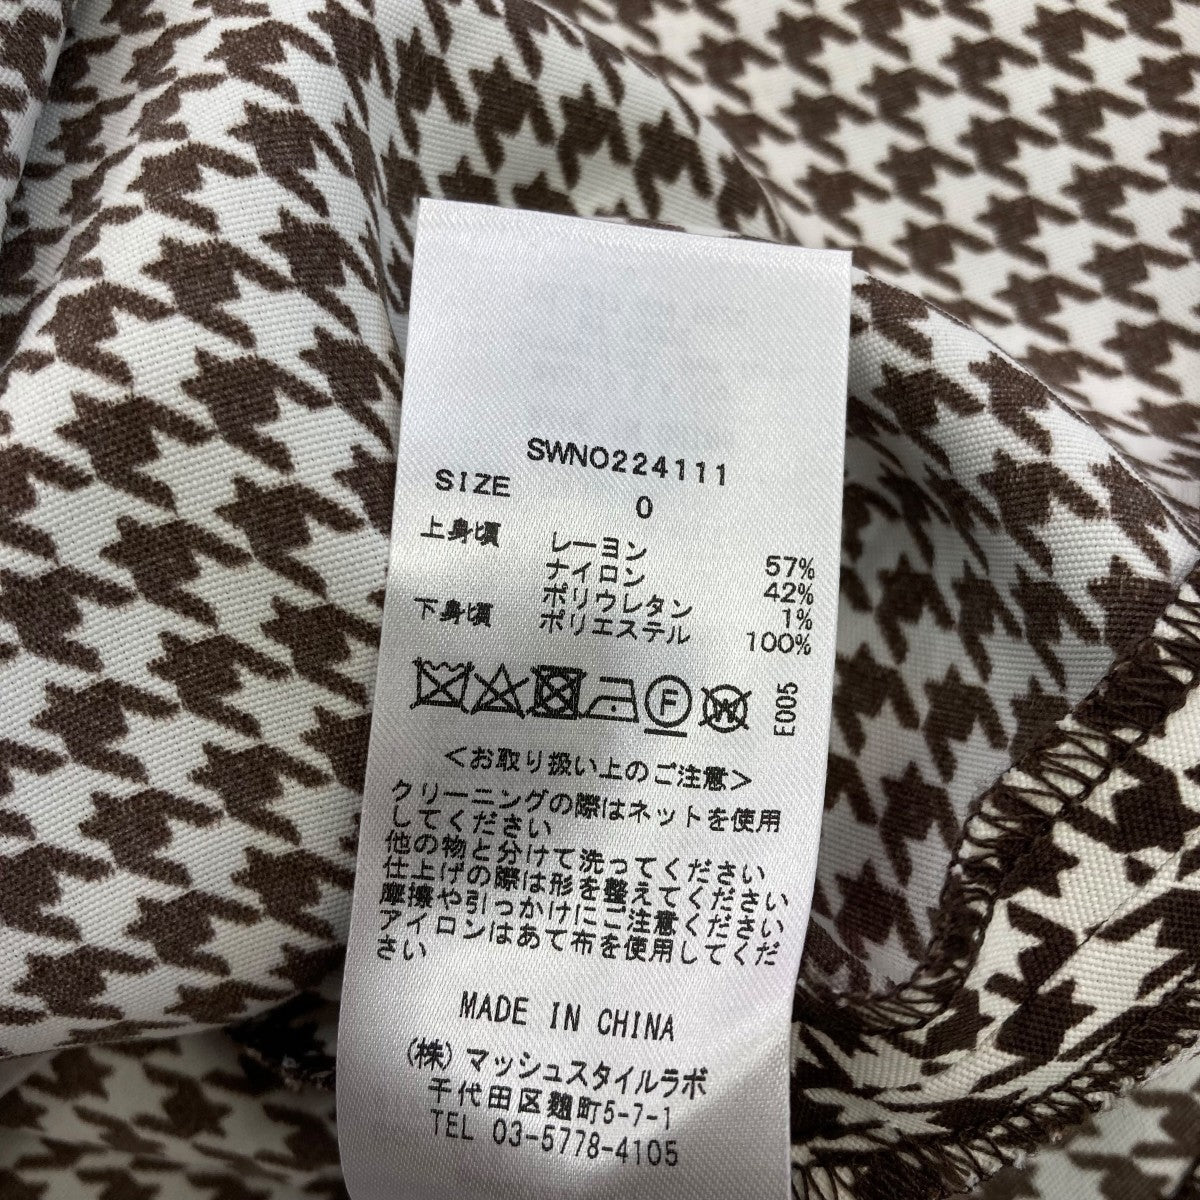 SWNO224111
SIZE 0
上身頃 レーヨン 57%
ナイロン 42%
ポリウレタン 1%
下身頃 ポリエステル 100%
F W E005
＜お取り扱い上のご注意＞
クリーニングの際はネットを使用
してください
他の物と分けて洗ってください
仕上げの際は形を整えてください
摩擦や引っかけにご注意ください
アイロンはあて布を使用してくだ
さい
MADE IN CHINA
(株) マッシュスタイルラボ
千代田区麹町5-7-1
TEL 03-5778-4105